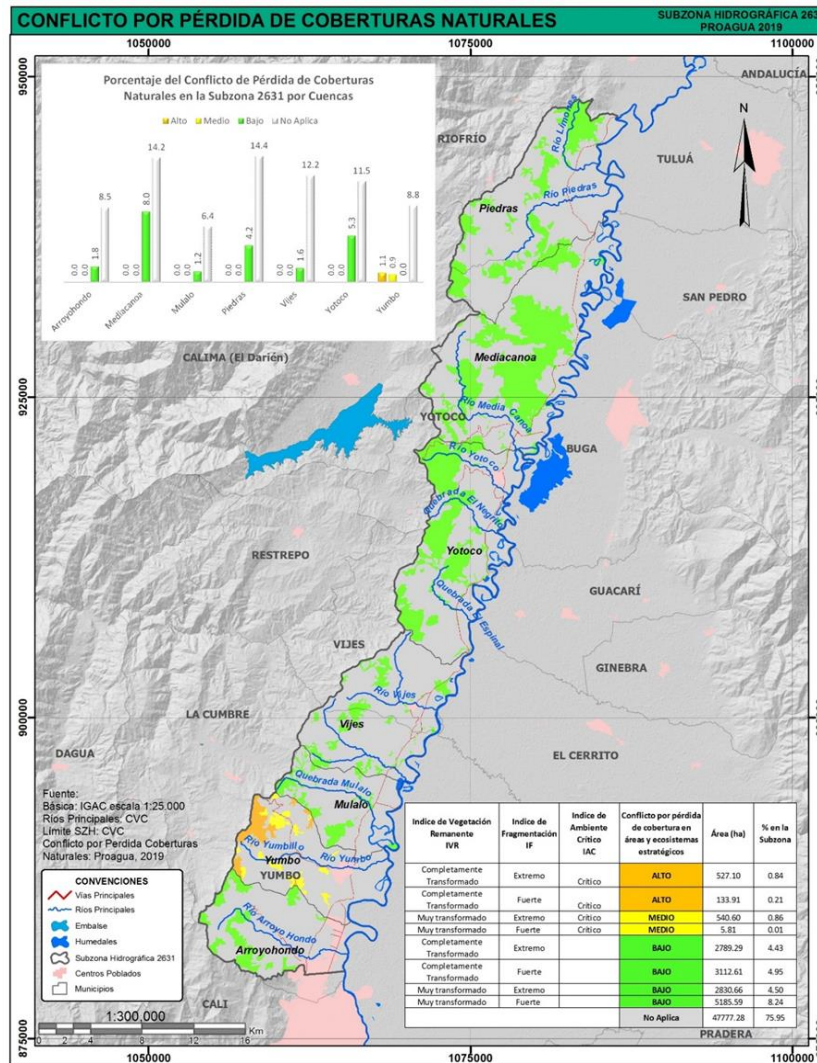 CONFLICTO POR PÉRDIDA DE COBERTURAS NATURALES
SUBZONA HIDROGRÁFICA 263
PROAGUA 2019
1050000
1075000
1100000
950000
925000
900000
875000
Porcentaje del Conflicto de Pérdida de Coberturas
Naturales en la Subzona 2631 por Cuencas
Alto Medio Bajo No Aplica
0.0 0.0 1.8 8.5
0.0 0.0 8.0 14.2
0.0 0.0 1.2 6.4
0.0 0.0 4.2 14.4
0.0 0.0 1.6 12.2
0.0 0.0 5.3 11.5
1.1 0.9 0.0 8.8
Arroyohondo
Mediacanoa
Mulalo
Piedras
Vijes
Yotoco
Yumbo
ANDALUCÍA
N
RIOFRÍO
Río Limones
TULUÁ
Río Piedras
Piedras
SAN PEDRO
CALIMA (El Darién)
Mediacanoa
Río Media Canoa
YOTOCO
BUGA
Río Yotoco
Quebrada El Negrito
RESTREPO
Yotoco
GUACARÍ
Quebrada El Espinal
VIJES
GINEBRA
Río Vijes
LA CUMBRE
Vijes
DAGUA
EL CERRITO
Quebrada Mulalo
Mulalo
Río Yumbillo
Río Yumbo
Yumbo
YUMBO
Río Arroyo Hondo
Arroyohondo
CALI
PRADERA
Fuente:
Básica: IGAC escala 1:25.000
Ríos Principales: CVC
Límite SZH: CVC
Conflicto por Perdida Coberturas
Naturales: Proagua, 2019
CONVENCIONES
Vías Principales
Ríos Principales
Embalse
Humedales
Subzona Hidrográfica 2631
Centros Poblados
Municipios
1:300,000
0 2 4 8 12 16
Km
1050000
1075000
1100000
Indice de Vegetación Remanente IVR
Indice de Fragmentación IF
Indice de Ambiente Crítico IAC
Conflicto por pérdida de cobertura en áreas y ecosistemas estratégicos
Área (ha)
% en la Subzona
Completamente Transformado Extremo Crítico ALTO 527.10 0.84
Completamente Transformado Fuerte Crítico ALTO 133.91 0.21
Muy transformado Extremo Crítico MEDIO 540.60 0.86
Muy transformado Fuerte Crítico MEDIO 5.81 0.01
Completamente Transformado Extremo BAJO 2789.29 4.43
Completamente Transformado Fuerte BAJO 3112.61 4.95
Muy transformado Extremo BAJO 2830.66 4.50
Muy transformado Fuerte BAJO 5185.59 8.24
No Aplica 47777.28 75.95